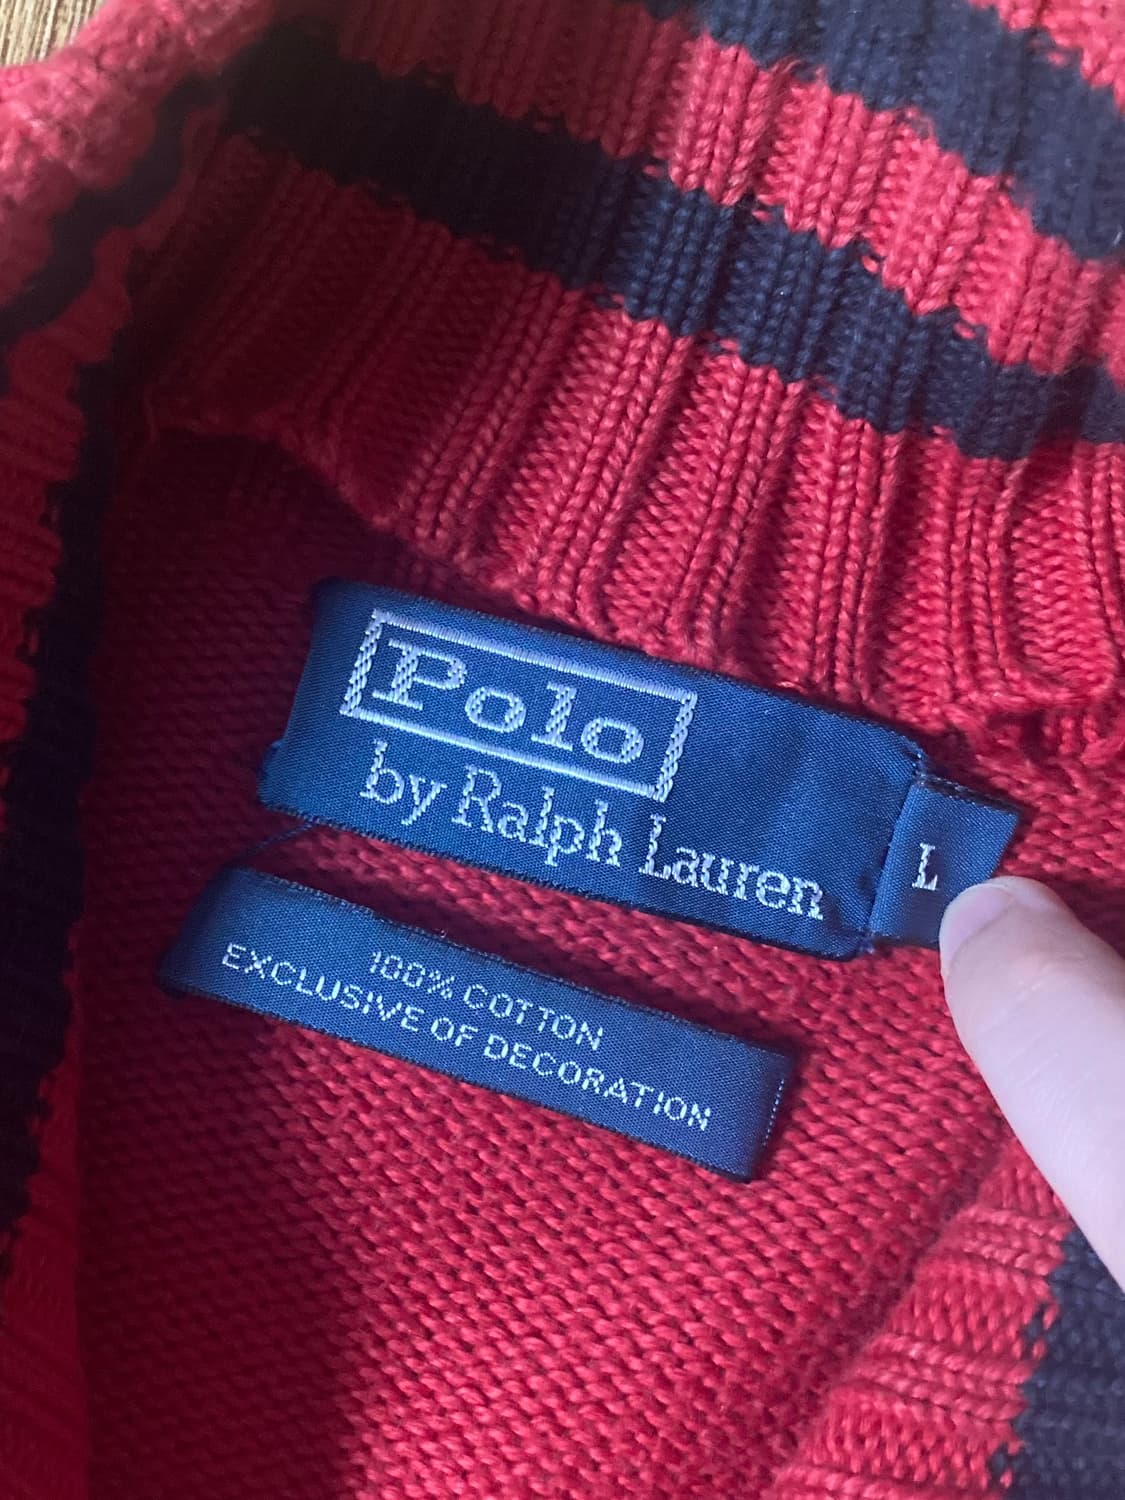 Polo
by Ralph Lauren
L
100% COTTON
EXCLUSIVE OF DECORATION